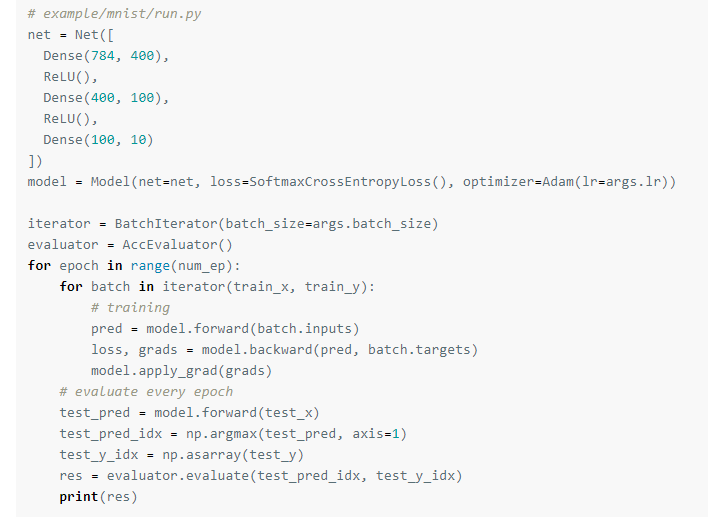 # example/mnist/run.py
net = Net([
  Dense(784, 400),
  ReLU(),
  Dense(400, 100),
  ReLU(),
  Dense(100, 10)
])
model = Model(net=net, loss=SoftmaxCrossEntropyLoss(), optimizer=Adam(lr=args.lr))

iterator = BatchIterator(batch_size=args.batch_size)
evaluator = AccEvaluator()
for epoch in range(num_ep):
    for batch in iterator(train_x, train_y):
        # training
        pred = model.forward(batch.inputs)
        loss, grads = model.backward(pred, batch.targets)
        model.apply_grad(grads)
    # evaluate every epoch
    test_pred = model.forward(test_x)
    test_pred_idx = np.argmax(test_pred, axis=1)
    test_y_idx = np.asarray(test_y)
    res = evaluator.evaluate(test_pred_idx, test_y_idx)
    print(res)